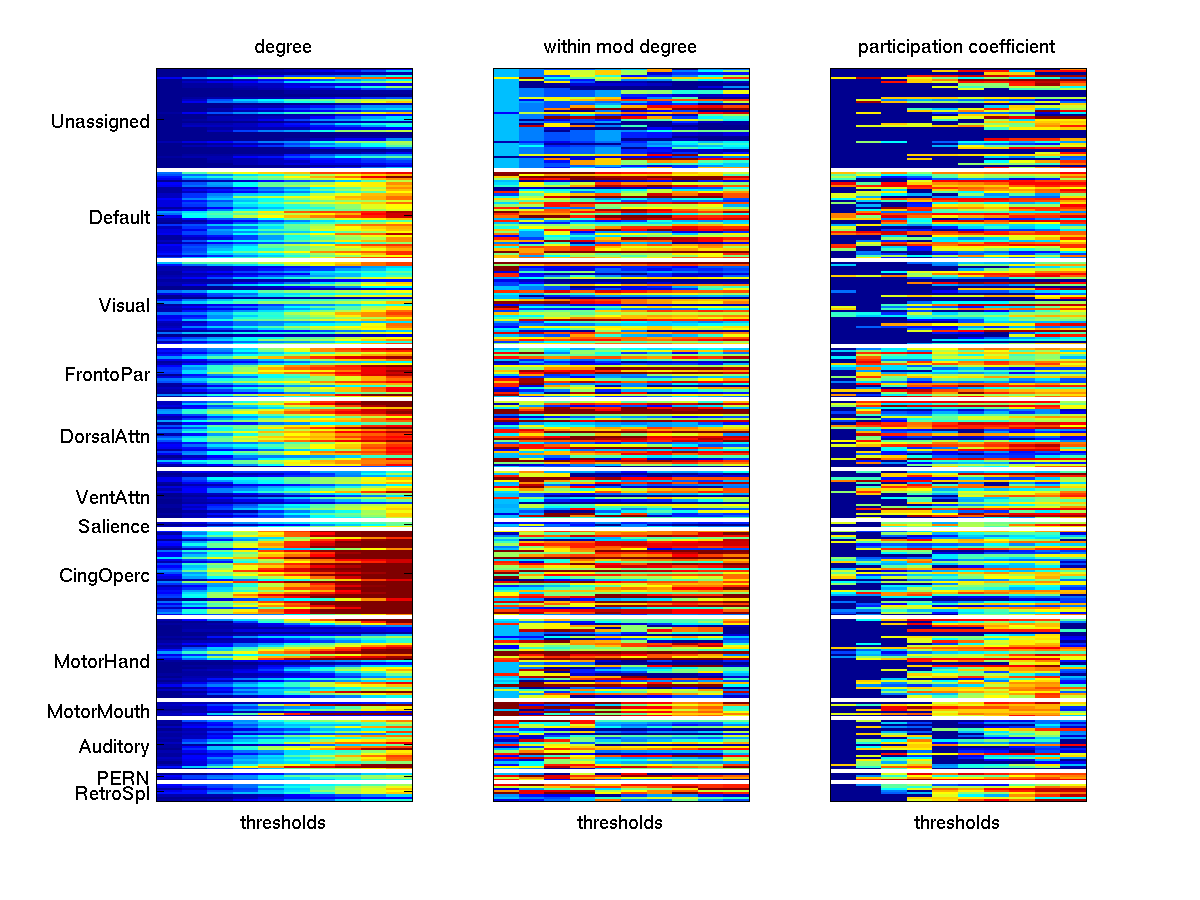 degree
within mod degree
participation coefficient
Unassigned
Default
Visual
FrontoPar
DorsalAttn
VentAttn
Salience
CingOperc
MotorHand
MotorMouth
Auditory
PERN
RetroSpl
thresholds
thresholds
thresholds